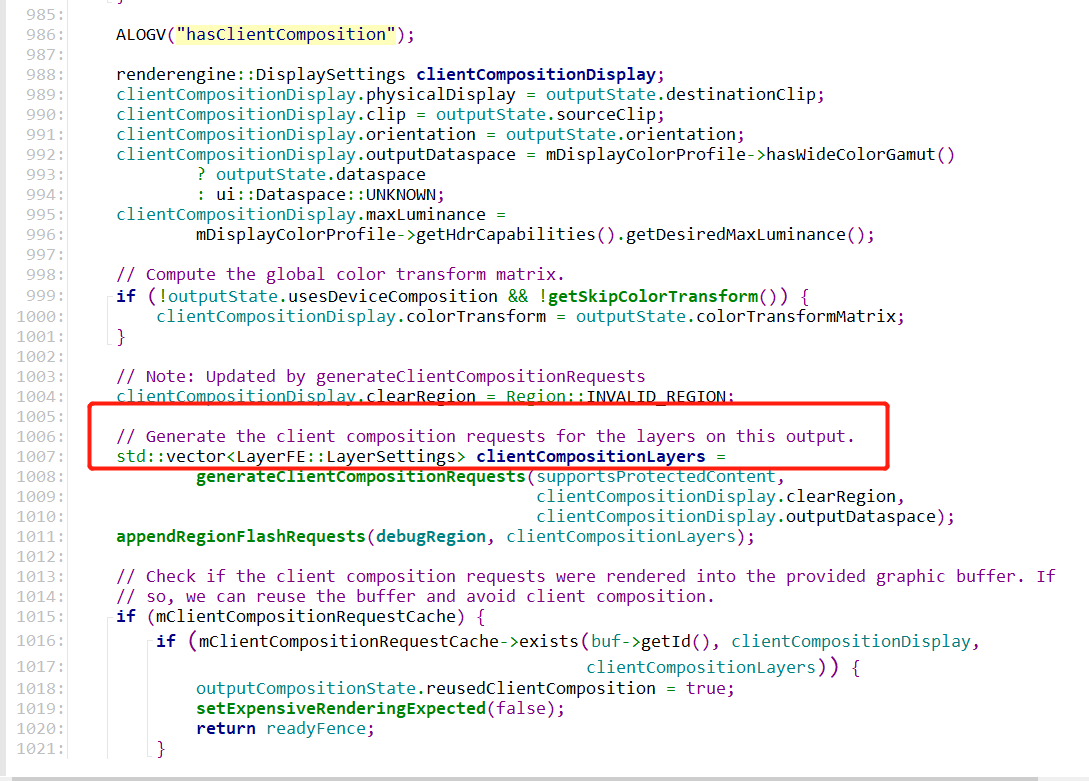 985:
986: ALOGV("hasClientComposition");
987:
988: renderengine::DisplaySettings clientCompositionDisplay;
989: clientCompositionDisplay.physicalDisplay = outputState.destinationClip;
990: clientCompositionDisplay.clip = outputState.sourceClip;
991: clientCompositionDisplay.orientation = outputState.orientation;
992: clientCompositionDisplay.outputDataspace = mDisplayColorProfile->hasWideColorGamut()
993: ? outputState.dataspace
994: : ui::Dataspace::UNKNOWN;
995: clientCompositionDisplay.maxLuminance =
996: mDisplayColorProfile->getHdrCapabilities().getDesiredMaxLuminance();
997:
998: // Compute the global color transform matrix.
999: if (!outputState.usesDeviceComposition && !getSkipColorTransform()) {
1000: clientCompositionDisplay.colorTransform = outputState.colorTransformMatrix;
1001: }
1002:
1003: // Note: Updated by generateClientCompositionRequests
1004: clientCompositionDisplay.clearRegion = Region::INVALID_REGION;
1005:
1006: // Generate the client composition requests for the layers on this output.
1007: std::vector<LayerFE::LayerSettings> clientCompositionLayers =
1008: generateClientCompositionRequests(supportsProtectedContent,
1009: clientCompositionDisplay.clearRegion,
1010: clientCompositionDisplay.outputDataspace);
1011: appendRegionFlashRequests(debugRegion, clientCompositionLayers);
1012:
1013: // Check if the client composition requests were rendered into the provided graphic buffer. If
1014: // so, we can reuse the buffer and avoid client composition.
1015: if (mClientCompositionRequestCache) {
1016: if (mClientCompositionRequestCache->exists(buf->getId(), clientCompositionDisplay,
1017: clientCompositionLayers)) {
1018: outputCompositionState.reusedClientComposition = true;
1019: setExpensiveRenderingExpected(false);
1020: return readyFence;
1021: }